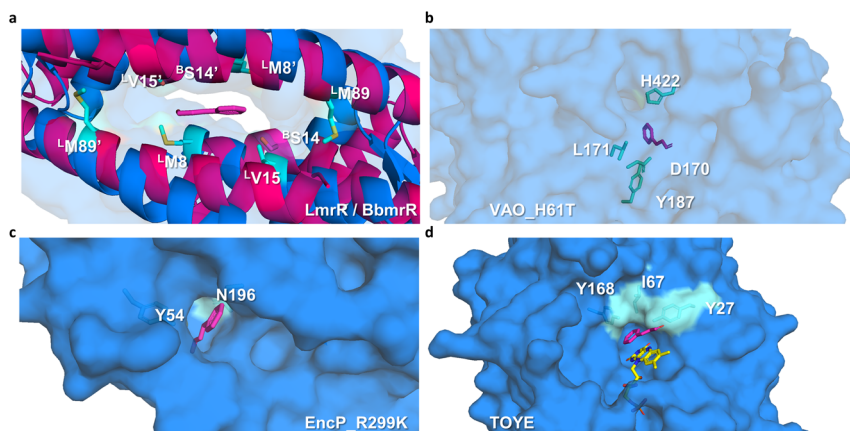 a
ᴸV15'
ᴮS14'
ᴸM8'
ᴸM89
ᴸM89'
ᴸM8
ᴮS14
ᴸV15
LmrR / BbmrR
b
H422
L171
D170
Y187
VAO_H61T
c
N196
Y54
EncP_R299K
d
I67
Y168
Y27
TOYE